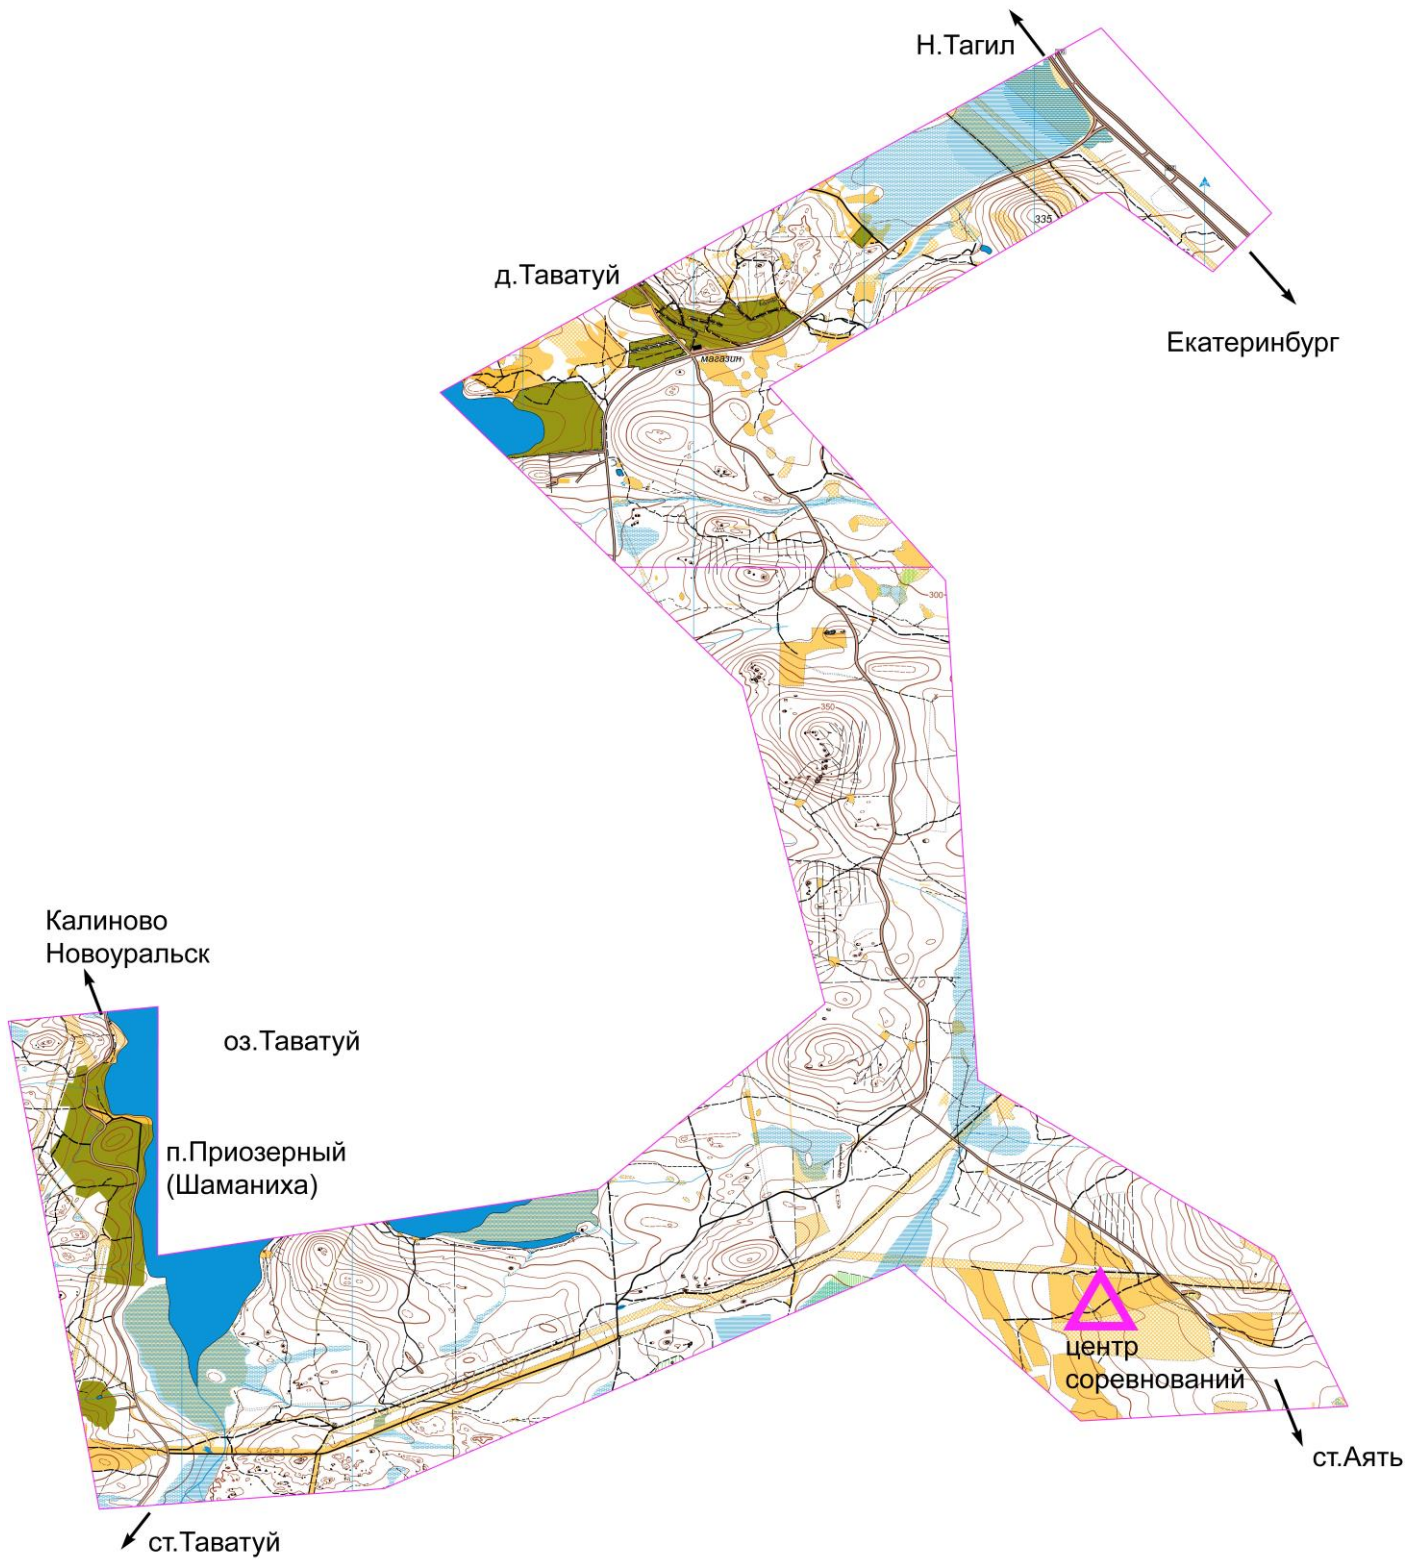 Н.Тагил
335
д.Таватуй
Екатеринбург
магазин
300
350
Калиново
Новоуральск
оз.Таватуй
п.Приозерный
(Шаманиха)
центр
соревнований
ст.Аять
ст.Таватуй